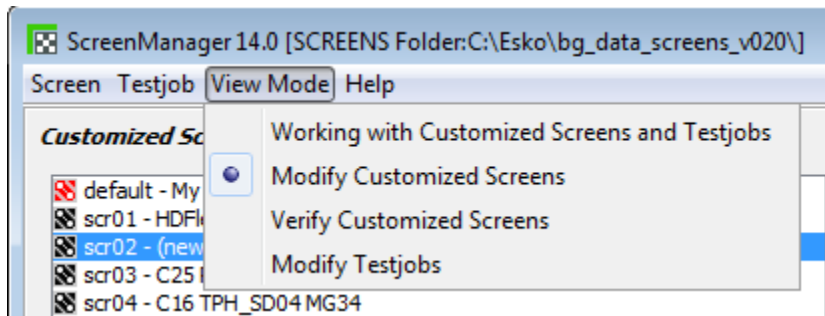 ScreenManager 14.0 [SCREENS Folder:C:\Esko\bg_data_screens_v020\]
Screen Testjob View Mode Help
Customized Sc
Working with Customized Screens and Testjobs
Modify Customized Screens
Verify Customized Screens
Modify Testjobs
default - My
scr01 - HDFl
scr02 - (new
scr03 - C25
scr04 - C16 TPH_SD04 MG34